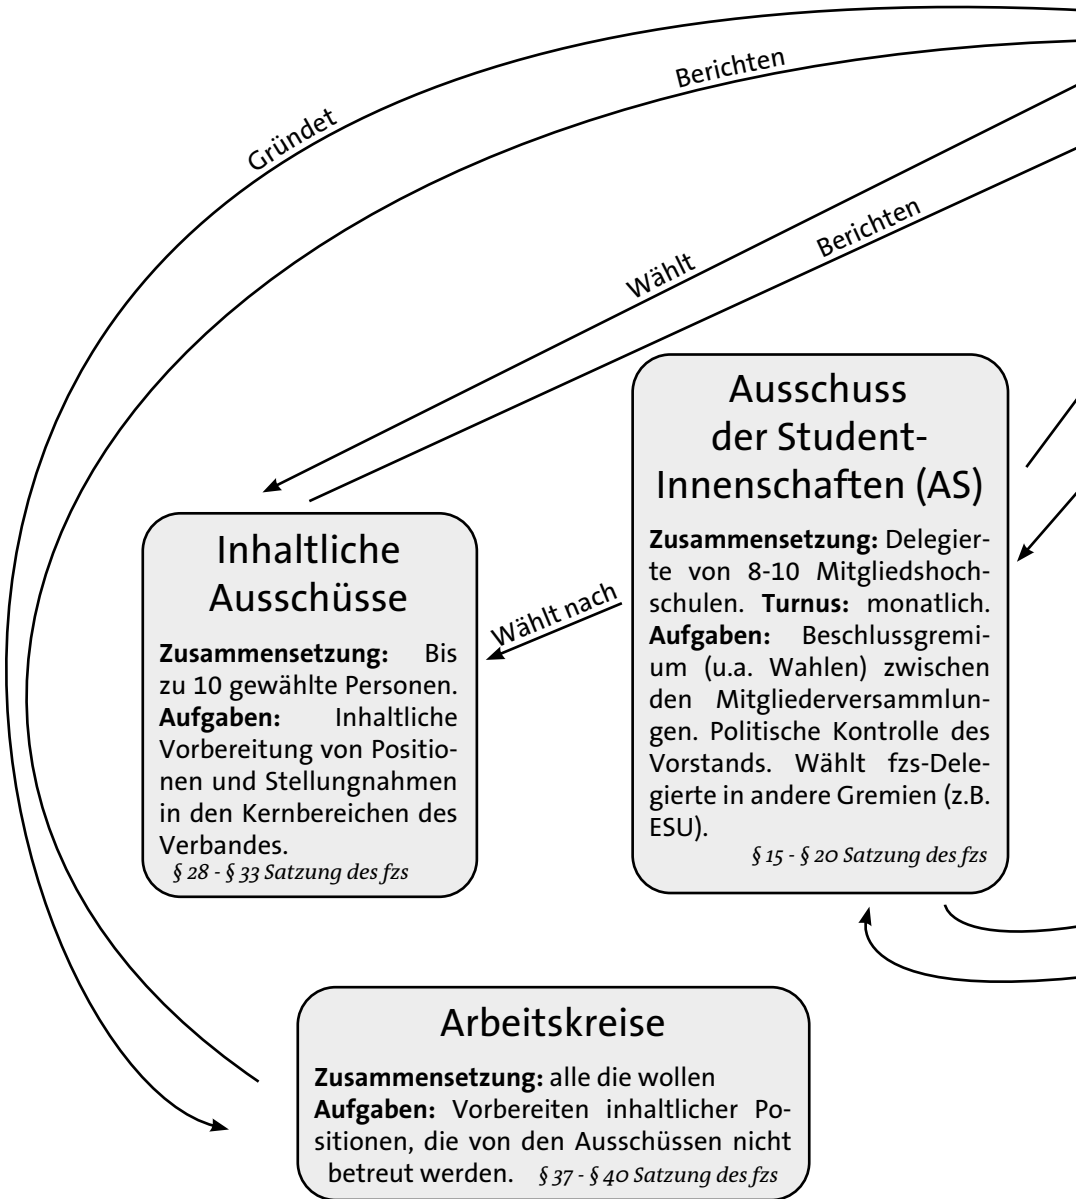 Gründet
Berichten
Wählt
Berichten
Ausschuss
der Student-
Innenschaften (AS)
Zusammensetzung: Delegier-
te von 8-10 Mitgliedshoch-
schulen. Turnus: monatlich.
Aufgaben: Beschlussgremi-
um (u.a. Wahlen) zwischen
den Mitgliederversammlun-
gen. Politische Kontrolle des
Vorstands. Wählt fzs-Dele-
gierte in andere Gremien (z.B.
ESU).
§ 15 - § 20 Satzung des fzs
Wählt nach
Inhaltliche
Ausschüsse
Zusammensetzung: Bis
zu 10 gewählte Personen.
Aufgaben: Inhaltliche
Vorbereitung von Positio-
nen und Stellungnahmen
in den Kernbereichen des
Verbandes.
§ 28 - § 33 Satzung des fzs
Arbeitskreise
Zusammensetzung: alle die wollen
Aufgaben: Vorbereiten inhaltlicher Po-
sitionen, die von den Ausschüssen nicht
betreut werden. § 37 - § 40 Satzung des fzs